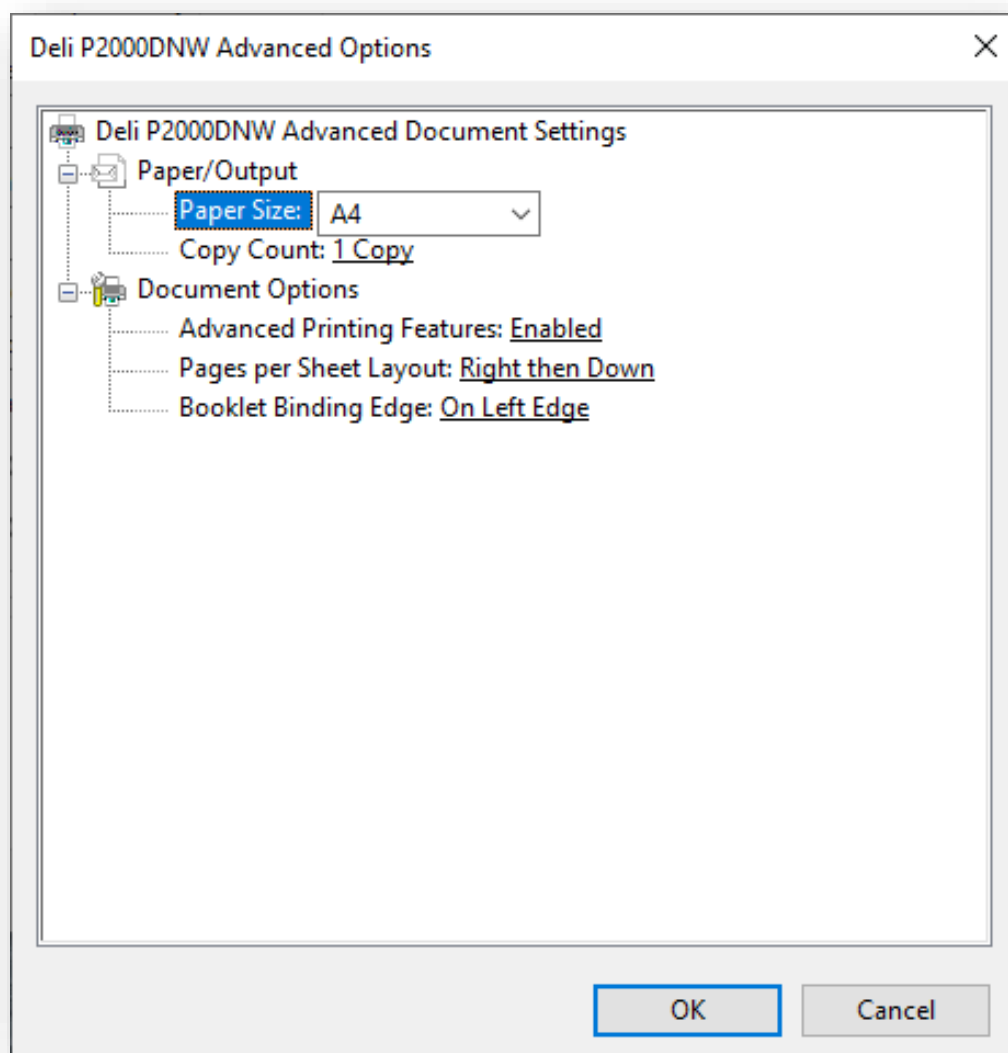 Deli P2000DNW Advanced Options
Deli P2000DNW Advanced Document Settings
Paper/Output
Paper Size: A4
Copy Count: 1 Copy
Document Options
Advanced Printing Features: Enabled
Pages per Sheet Layout: Right then Down
Booklet Binding Edge: On Left Edge
OK Cancel